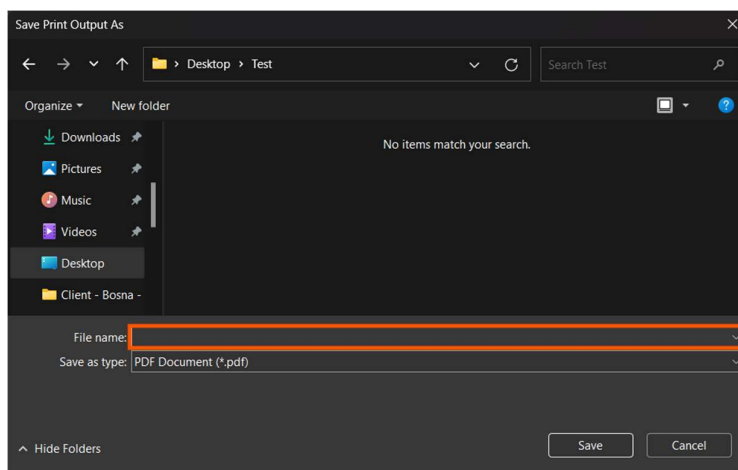 Save Print Output As
Desktop > Test
Search Test
Organize
New folder
Downloads
No items match your search.
Pictures
Music
Videos
Desktop
Client - Bosna -
File name:
Save as type: PDF Document (*.pdf)
Hide Folders
Save
Cancel